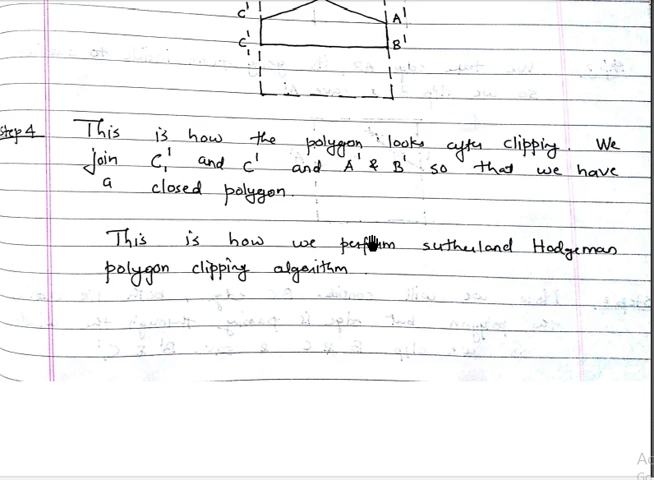 C' A'
C₁' B'
Step 4 This is how the polygon looks after clipping. We
join C₁' and C' and A' & B' so that we have
a closed polygon.
This is how we perform sutherland Hodgeman
polygon clipping algorithm.